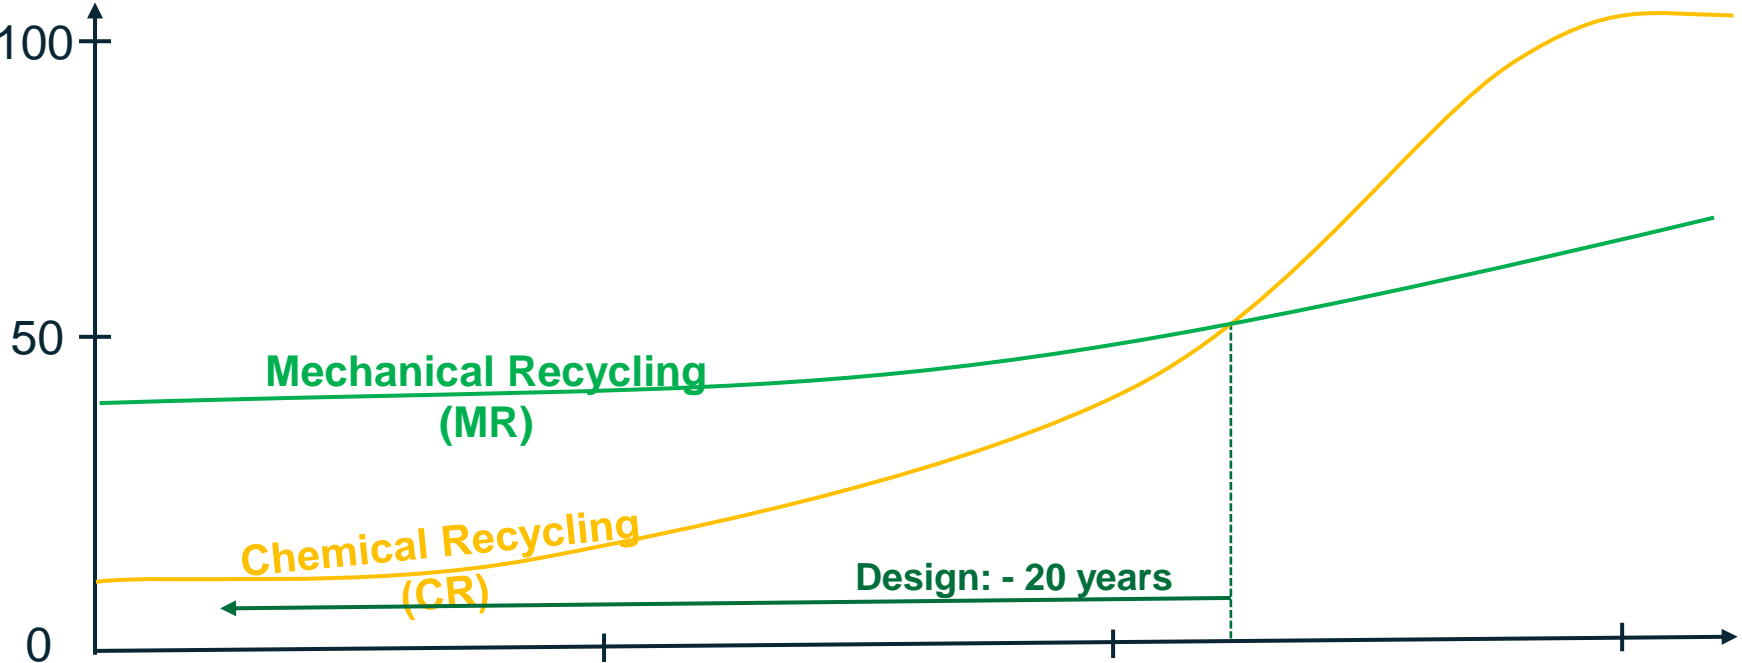 100
50
Mechanical Recycling
(MR)
Chemical Recycling
(CR)
Design: - 20 years
0